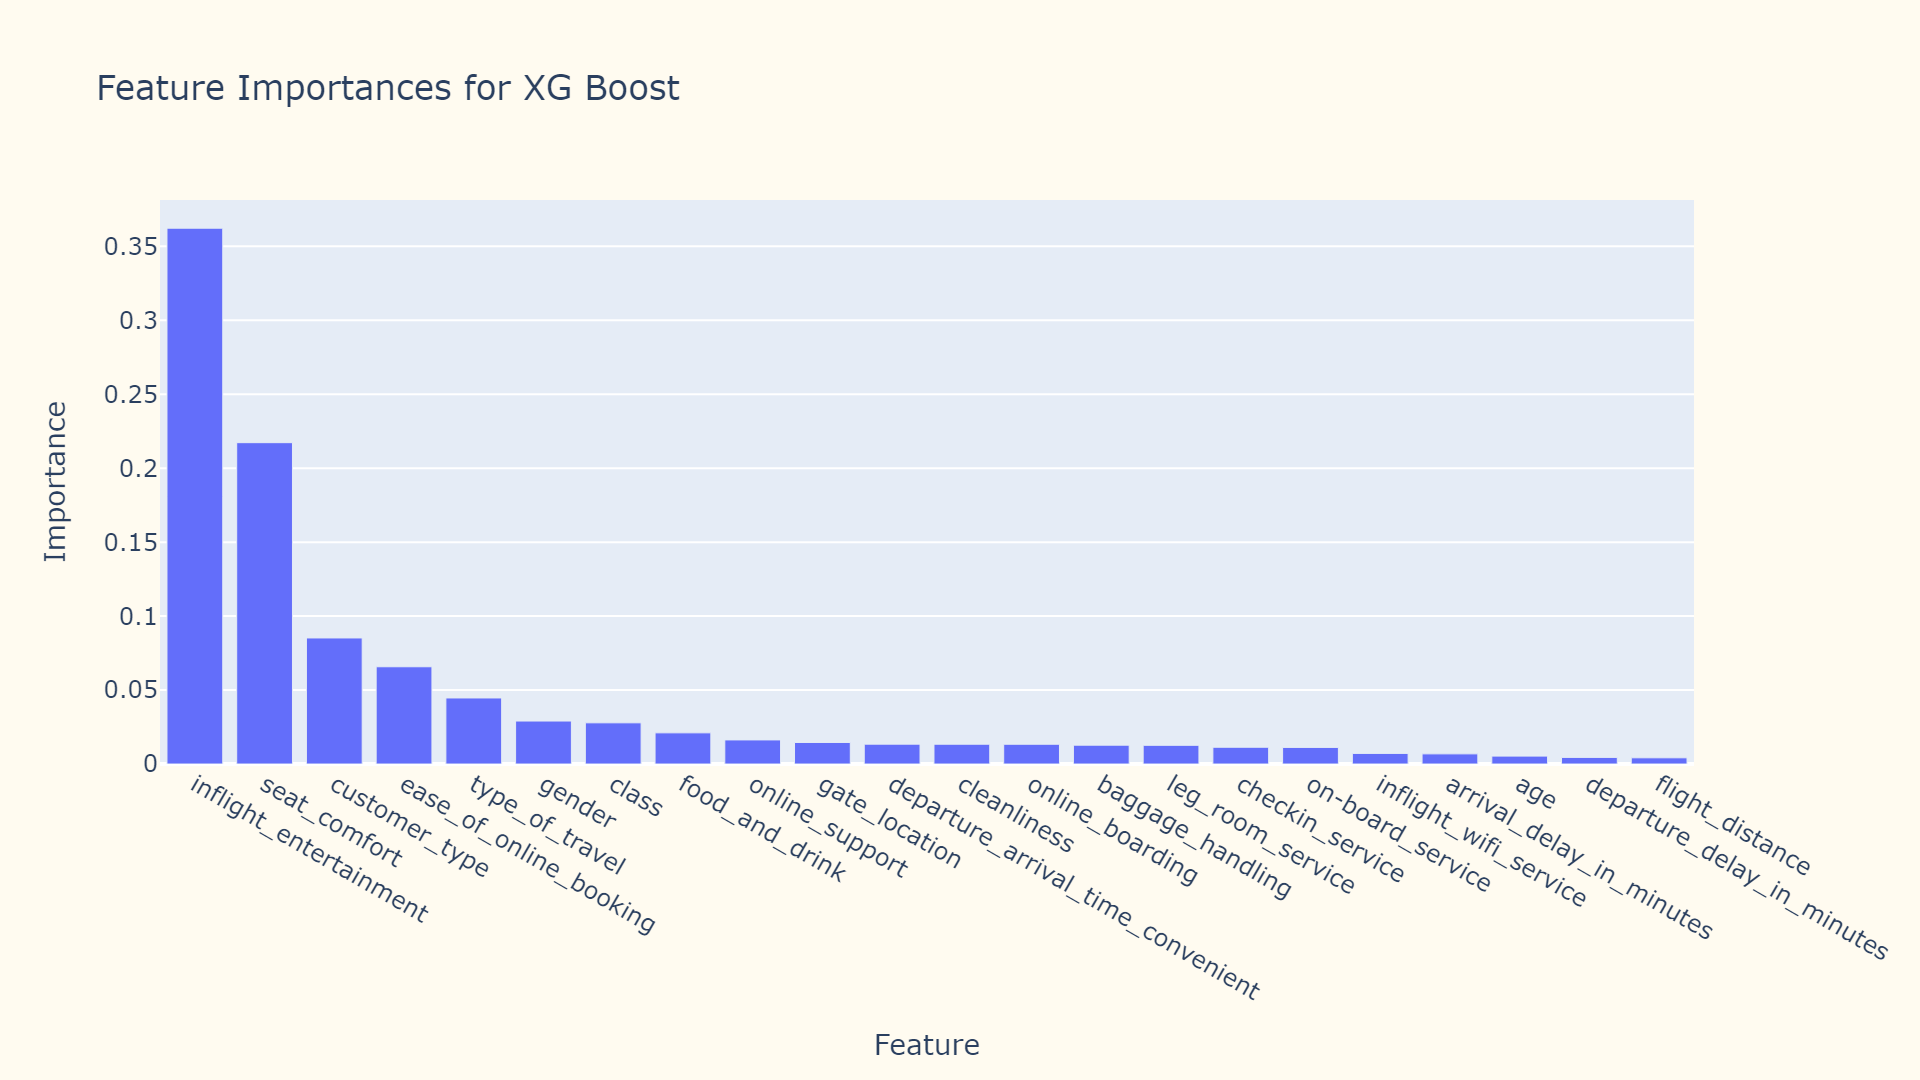 Feature Importances for XG Boost
Importance
0.35
0.3
0.25
0.2
0.15
0.1
0.05
0
inflight_entertainment
seat_comfort
customer_type
ease_of_online_booking
type_of_travel
gender
class
food_and_drink
online_support
gate_location
departure_arrival_time_convenient
cleanliness
online_boarding
baggage_handling
leg_room_service
checkin_service
on-board_service
inflight_wifi_service
arrival_delay_in_minutes
age
departure_delay_in_minutes
flight_distance
Feature